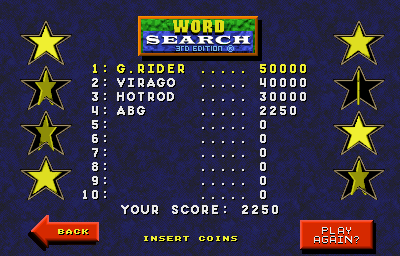 WORD
SEARCH
3RD EDITION ®
1: G.RIDER ..... 50000
2: VIRAGO ..... 40000
3: HOTROD ..... 30000
4: ABG ..... 2250
5: ..... 0
6: ..... 0
7: ..... 0
8: ..... 0
9: ..... 0
10: ..... 0
YOUR SCORE: 2250
BACK
INSERT COINS
PLAY
AGAIN?